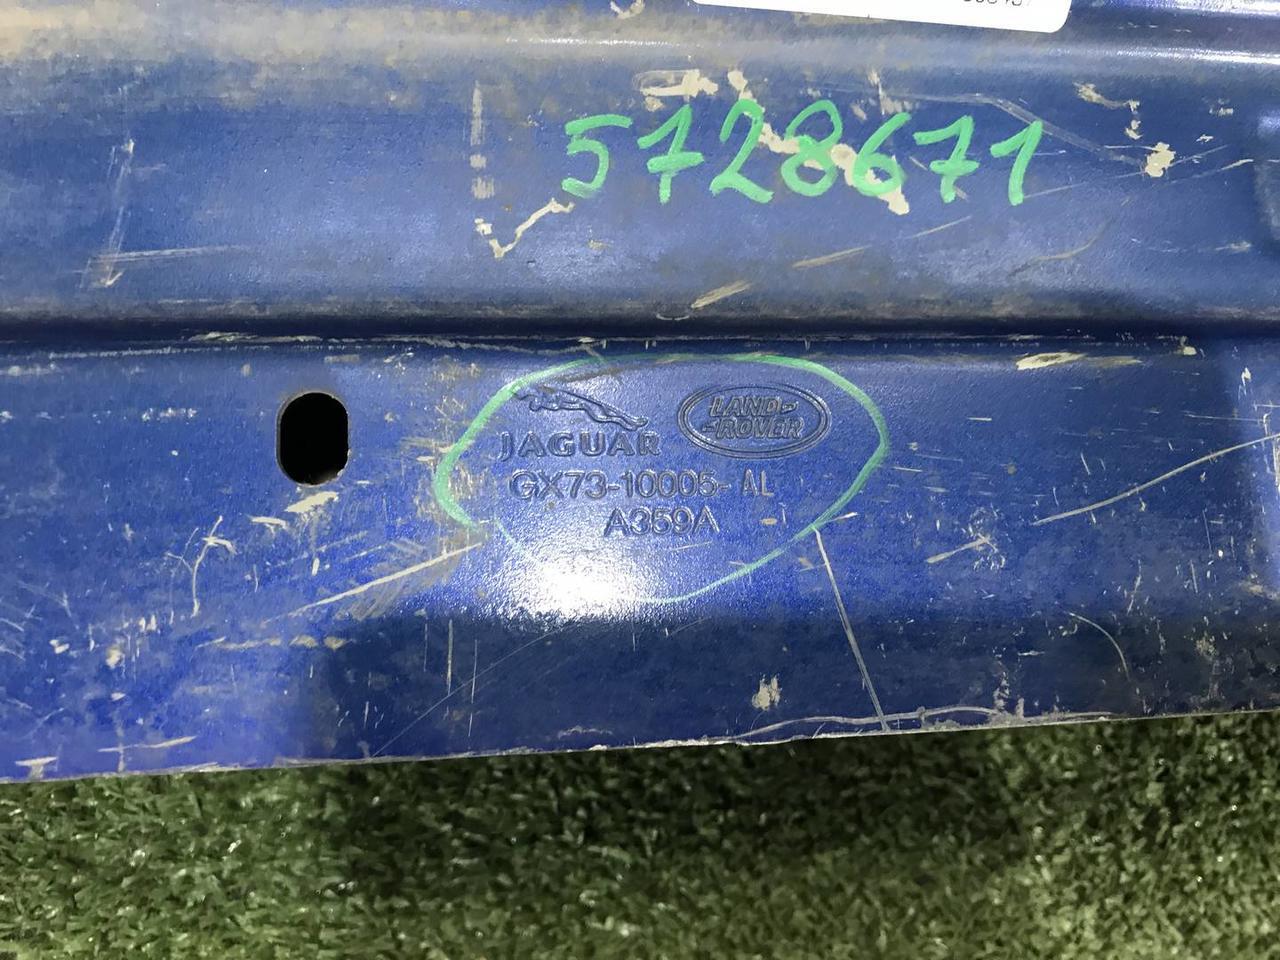 5728671
JAGUAR
LAND-
-ROVER
GX73-10005-AL
A359A